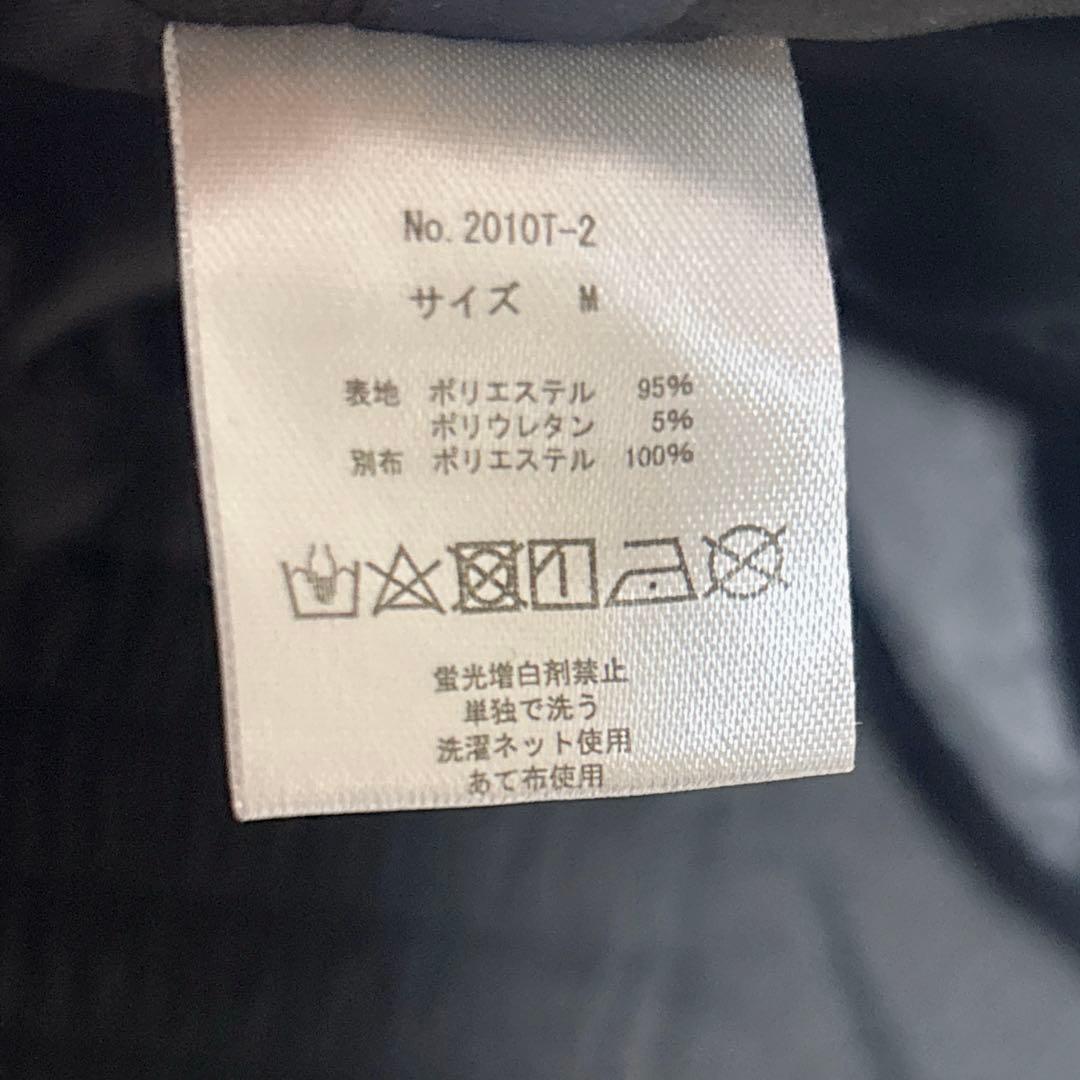 No. 2010T-2
サイズ M
表地 ポリエステル 95%
ポリウレタン 5%
別布 ポリエステル 100%
蛍光増白剤禁止
単独で洗う
洗濯ネット使用
あて布使用